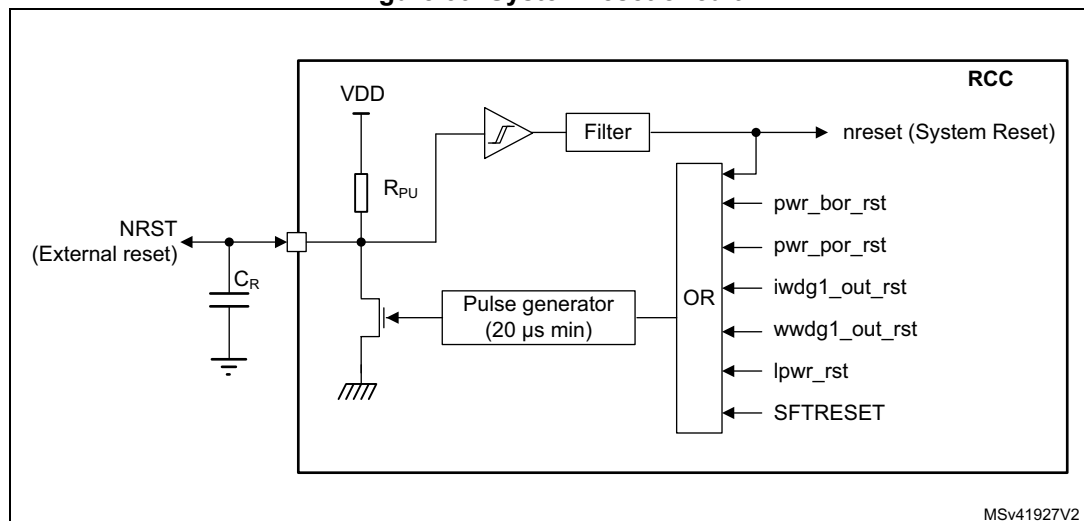 RCC
VDD
Filter
nreset (System Reset)
RPU
pwr_bor_rst
NRST
(External reset)
pwr_por_rst
CR
OR
iwdg1_out_rst
Pulse generator
(20 µs min)
wwdg1_out_rst
lpwr_rst
SFTRESET
MSv41927V2